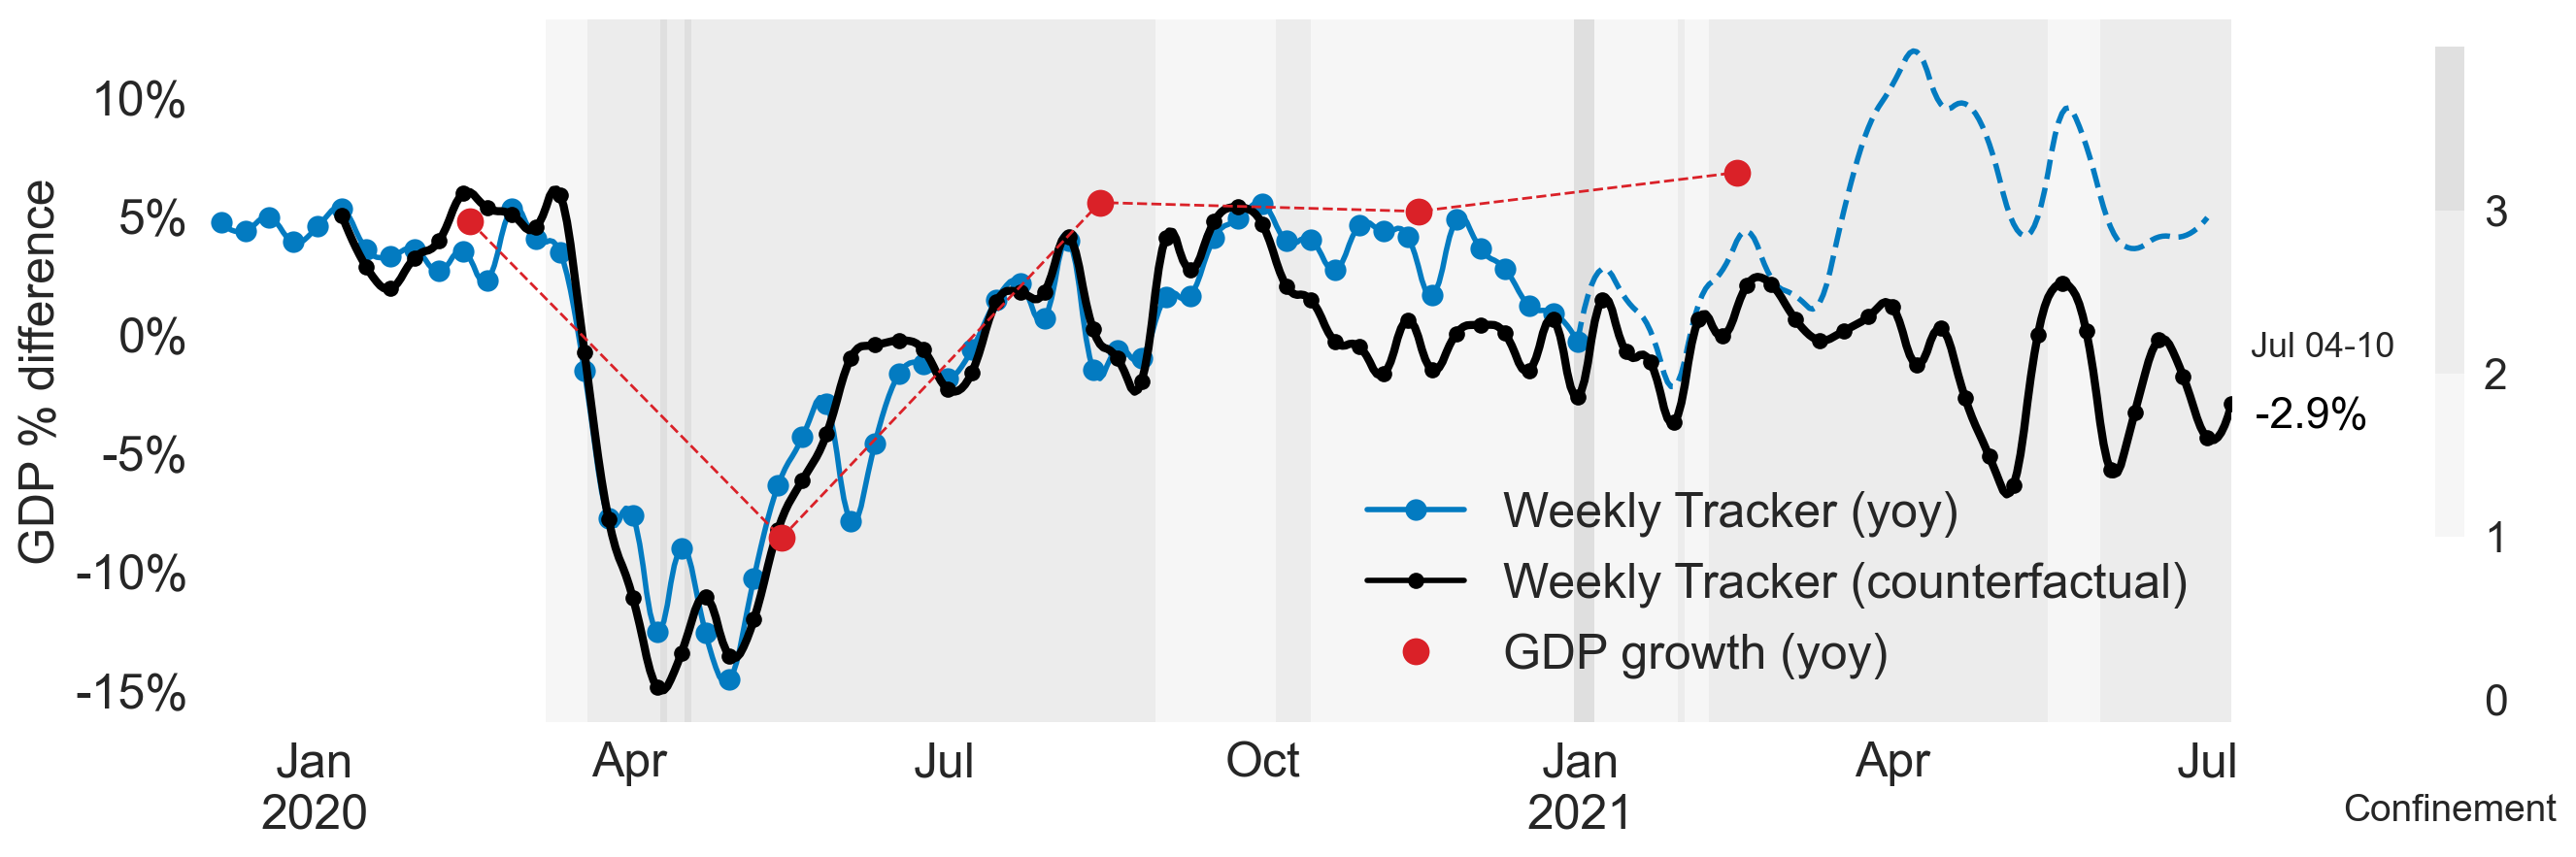 GDP % difference
10%
5%
0%
-5%
-10%
-15%
Jan
2020
Apr
Jul
Oct
Jan
2021
Apr
Jul
Weekly Tracker (yoy)
Weekly Tracker (counterfactual)
GDP growth (yoy)
Jul 04-10
-2.9%
3
2
1
0
Confinement